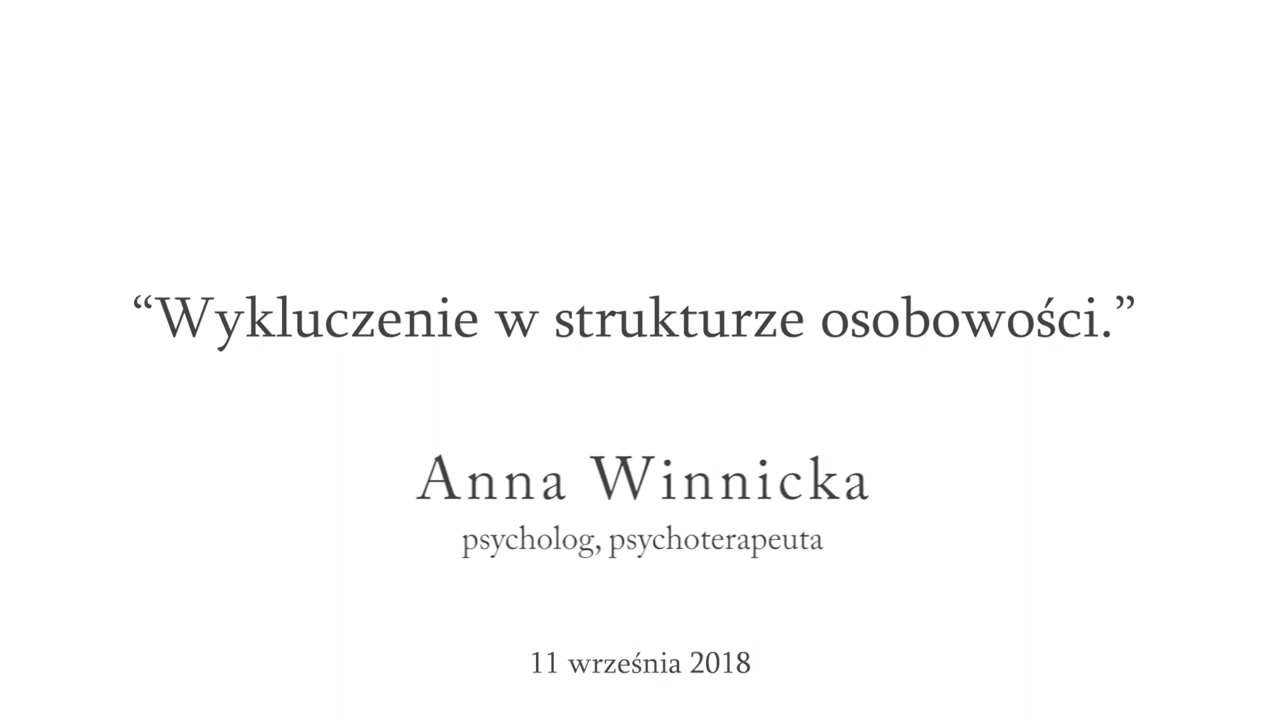 “Wykluczenie w strukturze osobowości.”
Anna Winnicka
psycholog, psychoterapeuta
11 września 2018